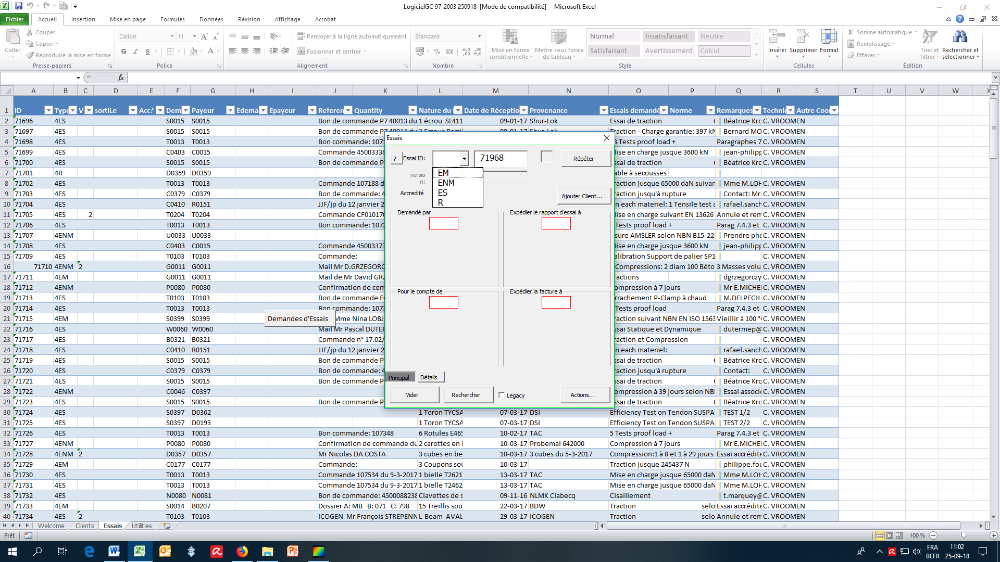 LogicielGC 97-2003 250918  [Mode de compatibilité]  -  Microsoft Excel
Fichier Accueil Insertion Mise en page Formules Données Révision Affichage Acrobat
Coller
Couper
Copier
Reproduire la mise en forme
Presse-papiers
Calibri 11
G I S
Police
Renvoyer à la ligne automatiquement
Fusionner et centrer
Alignement
Standard
% 000
Nombre
Mise en forme conditionnelle
Mettre sous forme de tableau
Normal Insatisfaisant Neutre
Satisfaisant Avertissement Calcul
Style
Insérer Supprimer Format
Cellules
Somme automatique
Remplissage
Effacer
Trier et filtrer
Rechercher et sélectionner
Édition
fx
A B C D E F G H I J K L M N O P Q R S T U V W X
1 ID Type V sortiLe Acc? Dem Payeur Edema Epayeur Referen Quantity Nature du Date de Réceptio Provenance Essais demandé Norme Remarques Techni Autre Coor
2 71696 4ES S0015 S0015 Bon de commande P7 40013 du 1 écrou  SL411 09-01-17 Shur-Lok Essai de traction | Béatrice Krc C. VROOMEN
3 71697 4ES S0015 S0015 Traction - Charge garantie: 397 kN | Bernard MO C. VROOMEN
4 71698 4ES T0013 T0013 Bon commande: 107 3 Tests proof load + Paragraphes 7 C. VROOMEN
5 71699 4ES C0403 C0015 Commande 45003338 ise en charge jusque 3600 kN | jean-philipp C. VROOMEN
6 71700 4ES S0015 S0015 Bon de commande P ssai de traction | Béatrice Krc C. VROOMEN
7 71701 4R D0359 D0359 able à secousses |
8 71702 4ES T0013 T0013 Commande 107188 d raction jusque 65000 daN suivan | Mme M.LOH C. VROOMEN
9 71703 4ES C0379 C0379 Bon de commande: 4 raction jusqu'à rupture | Contact: Mr C. VROOMEN
10 71704 4ES C0410 R0151 JJF/jp du 12 janvier 2 n each materiel: 1 Tensile test a | rafael.sanch C. VROOMEN
11 71705 4ES 2 T0204 T0204 Commande CF010170 ise en charge suivant EN 13626 Annule et rem C. VROOMEN
12 71706 4ES T0013 T0013 Bon commande: 107 Tests proof load + Parag 7.4.3 et C. VROOMEN
13 71707 4ENM U0033 U0033 sure AMSLER selon NBN B15-22 | Prendre pho C. VROOMEN
14 71708 4ES C0403 C0015 Commande 45003373 ise en charge jusque 3600 kN | jean-philipp C. VROOMEN
15 71709 4ES T0103 T0103 Commande: alibration Support de palier SP1 | C. VROOMEN
16 71710 4ENM 2 G0011 G0011 Mail Mr D.GRZEGORC Compressions: 2 diam 100 Béto 3 Masses volu C. VROOMEN
17 71711 4EM G0011 G0011 Mail de Mr David GRZ ractions | dgrzegorczy C. VROOMEN
18 71712 4ENM P0080 P0080 Confirmation de com ompression à 7 jours | Mr E.MICHE C. VROOMEN
19 71713 4ES T0103 T0103 Bon de commande F rrachement P-Clamp à chaud | M.DELPECH C. VROOMEN
20 71714 4ES T0013 T0013 Bon commande: 107 Tests proof load Parag 7.4.3 et C. VROOMEN
21 71715 4EM S0399 S0399 Mme Nina LOBJ raction suivant NBN EN ISO 1563 Vieillir à 100 ° C. VROOMEN
22 71716 4ES W0060 W0060 Mail Mr Pascal DUTER ssai Statique et Dynamique | dutermep@ C. VROOMEN
23 71717 4ES B0321 B0321 Commande n° 17.02/ raction et Compression | C. VROOMEN
24 71718 4ES C0410 R0151 JJF/jp du 12 janvier 2 n each materiel: | rafael.sanch C. VROOMEN
25 71719 4ES S0015 S0015 Bon de commande P ssai de traction | Béatrice Krc C. VROOMEN
26 71720 4ES C0379 C0379 Bon de commande: 4 raction jusqu'à rupture | Contact: C. VROOMEN
27 71721 4ES S0015 S0015 Bon de commande P ssai de traction | Béatrice Krc C. VROOMEN
28 71722 4ENM C0046 C0397 ompression à 39 jours selon NB | Essai associé C. VROOMEN
29 71723 4ES S0015 S0015 Bon de commande P ssai de traction | Béatrice Krc C. VROOMEN
30 71724 4ES S0397 D0362 1 Toron TYCSA 07-03-17 DSI Efficiency Test on Tendon SUSPA | TEST 1/2 C. VROOMEN
31 71725 4ES S0397 D0193 1 Toron TYCSA 07-03-17 DSI Efficiency Test on Tendon SUSPA | TEST 2/2 C. VROOMEN
32 71726 4ES T0013 T0013 Bon commande: 107348 6 Rotules E465 10-02-17 TAC 5 Tests proof load + Parag 7.4.3 et C. VROOMEN
33 71727 4ENM P0080 P0080 Confirmation de commande du 2 carottes en 10-03-17 Probemal 642000 Compression à 7 jours | Mr E.MICHE C. VROOMEN
34 71728 4ENM 2 D0357 D0357 Mr Nicolas DA COSTA 3 cubes en be 10-03-17 3 cubes du 5-3-2017 Compression:1 à 8 et 1 à 29 jours Essai accrédité C. VROOMEN
35 71729 4EM C0177 C0177 Commande: 3 Coupons sou 10-03-17 Traction jusque 245437 N | philippe.fou C. VROOMEN
36 71730 4ES T0013 T0013 Commande 107534 du 9-3-2017 1 bielle T2621 13-03-17 TAC Mise en charge jusque 65000 daN | Mme M.LOH C. VROOMEN
37 71731 4ES T0013 T0013 Commande 107534 du 9-3-2017 1 bielle T2462 13-03-17 TAC Mise en charge jusque 65000 daN | Mme M.LOH C. VROOMEN
38 71732 4ES N0080 N0081 Bon de commande: 4500088238 Clavettes de s 09-11-16 NLMK Clabecq Cisaillement | t.marquey@ C. VROOMEN
39 71733 4EM S0014 B0207 Dossier A: MB   B: 071   C: 798 15 Treillis sou 22-03-17 BDW Traction selo Essai accrédité C. VROOMEN
40 71734 4ES 2 T0103 T0103 ICOGEN  Mr François STREPENN L-Beam  AVAL 29-03-17 ICOGEN Traction selo Annule et rem C. VROOMEN
Demandes d'Essais
Essais
? Essai ID: 71968 Répéter
EM
ENM
ES
R
versio
n:
Accredité
Ajouter Client...
Demandé par
Expédier le rapport d'essai à
Pour le compte de
Expédier la facture à
Principal Détails
Vider Rechercher Legacy Actions...
Welcome Clients Essais Utilities
Prêt 100 %
FRA
BEFR
11:02
25-09-18